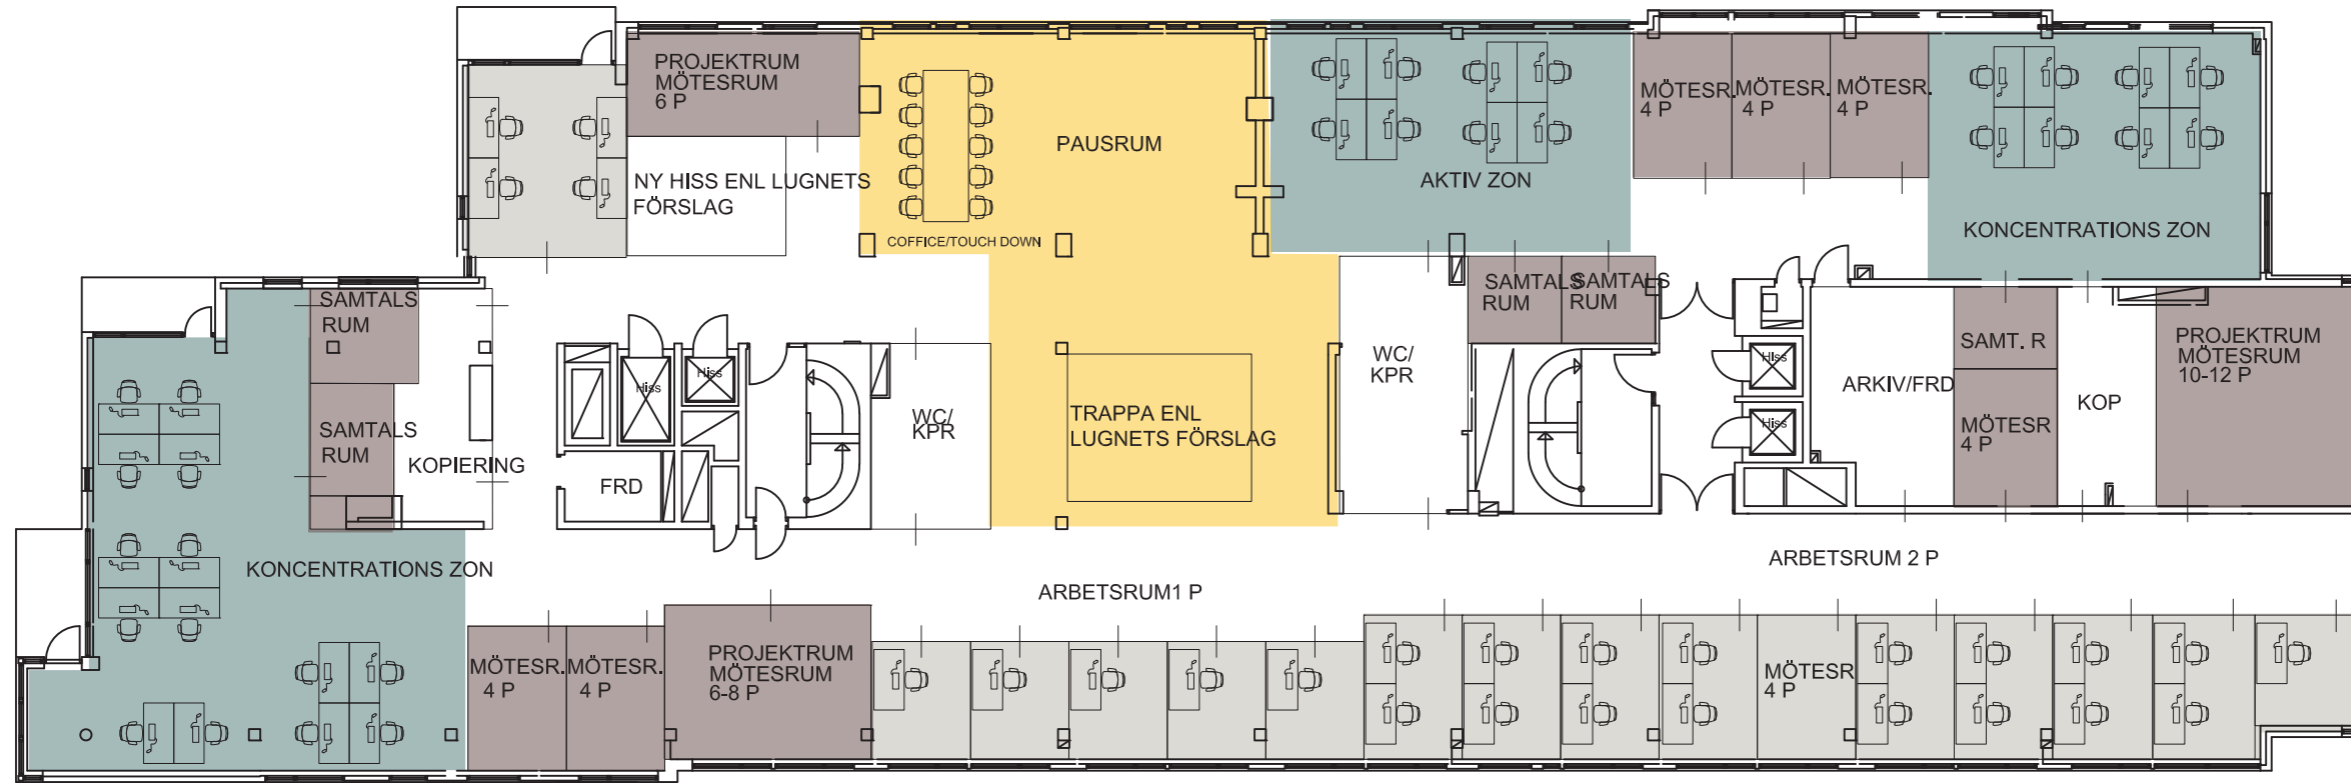 PROJEKTRUM
MÖTESRUM
6 P
NY HISS ENL LUGNETS
FÖRSLAG
COFFICE/TOUCH DOWN
PAUSRUM
AKTIV ZON
MÖTESR.
4 P
MÖTESR.
4 P
MÖTESR.
4 P
KONCENTRATIONS ZON
SAMTALS
RUM
SAMTALS
RUM
KOPIERING
Hiss
Hiss
FRD
WC/
KPR
TRAPPA ENL
LUGNETS FÖRSLAG
WC/
KPR
SAMTALS
RUM
SAMTALS
RUM
Hiss
Hiss
ARKIV/FRD
SAMT. R
MÖTESR
4 P
KOP
PROJEKTRUM
MÖTESRUM
10-12 P
KONCENTRATIONS ZON
ARBETSRUM1 P
ARBETSRUM 2 P
MÖTESR.
4 P
MÖTESR.
4 P
PROJEKTRUM
MÖTESRUM
6-8 P
MÖTESR
4 P